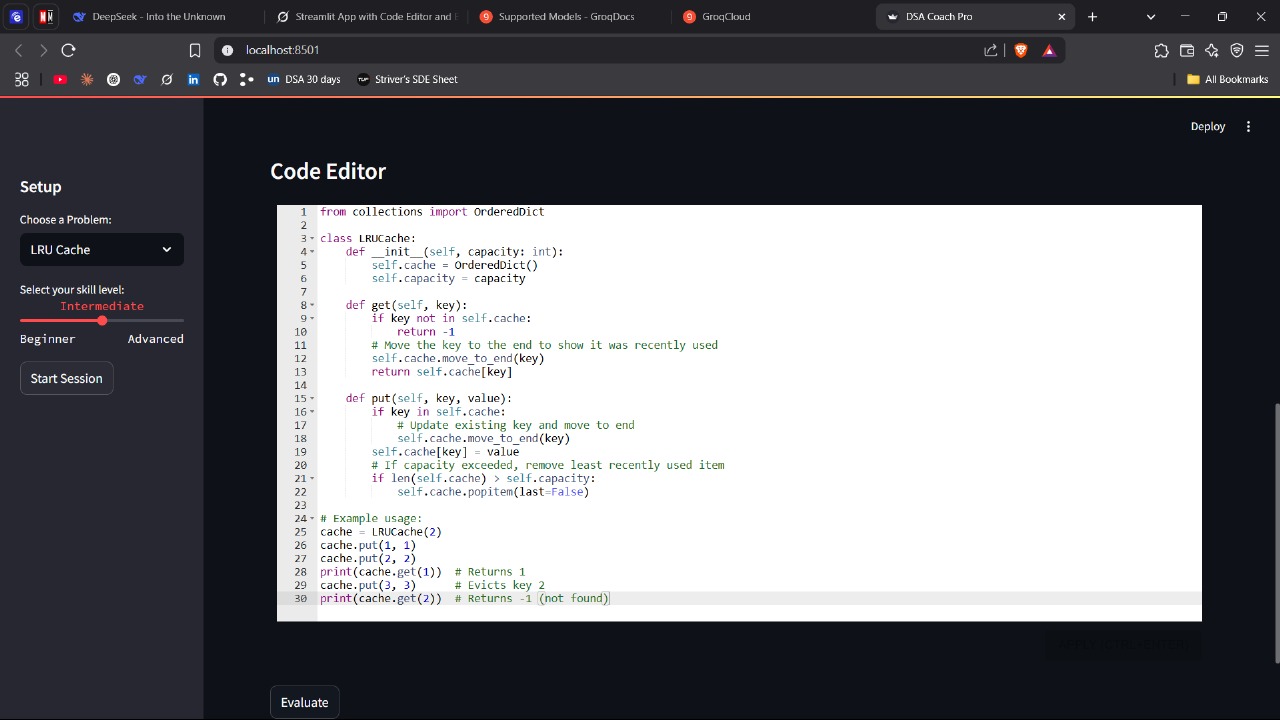 DeepSeek - Into the Unknown
Streamlit App with Code Editor and
Supported Models - GroqDocs
GroqCloud
DSA Coach Pro
localhost:8501
DSA 30 days
Striver's SDE Sheet
All Bookmarks
Deploy
Setup
Choose a Problem:
LRU Cache
Select your skill level:
Intermediate
Beginner Advanced
Start Session
Code Editor
1 from collections import OrderedDict
2
3 class LRUCache:
4 def __init__(self, capacity: int):
5 self.cache = OrderedDict()
6 self.capacity = capacity
7
8 def get(self, key):
9 if key not in self.cache:
10 return -1
11 # Move the key to the end to show it was recently used
12 self.cache.move_to_end(key)
13 return self.cache[key]
14
15 def put(self, key, value):
16 if key in self.cache:
17 # Update existing key and move to end
18 self.cache.move_to_end(key)
19 self.cache[key] = value
20 # If capacity exceeded, remove least recently used item
21 if len(self.cache) > self.capacity:
22 self.cache.popitem(last=False)
23
24 # Example usage:
25 cache = LRUCache(2)
26 cache.put(1, 1)
27 cache.put(2, 2)
28 print(cache.get(1)) # Returns 1
29 cache.put(3, 3) # Evicts key 2
30 print(cache.get(2)) # Returns -1 (not found)
Evaluate